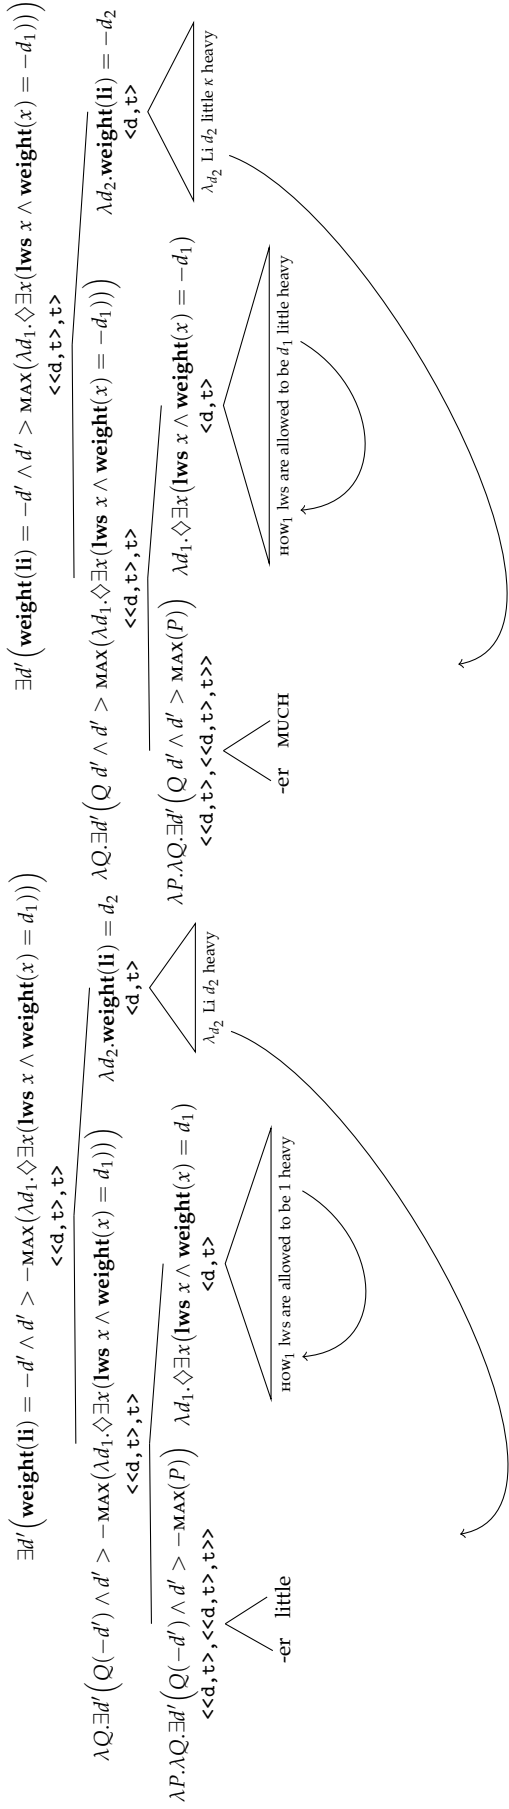 ∃d′(weight(li) = −d′ ∧ d′ > −MAX(λd₁.◇∃x(lws x ∧ weight(x) = d₁)))
<<d,t>,t>
λQ.∃d′(Q(−d′) ∧ d′ > −MAX(λd₁.◇∃x(lws x ∧ weight(x) = d₁)))
<<d,t>,t>
λd₂.weight(li) = d₂
<d,t>
λP.λQ.∃d′(Q(−d′) ∧ d′ > −MAX(P))
<<d,t>,<<d,t>,t>>
λd₁.◇∃x(lws x ∧ weight(x) = d₁)
<d,t>
λ_d₂ Li d₂ heavy
-er little
HOW₁ lws are allowed to be 1 heavy
∃d′(weight(li) = −d′ ∧ d′ > MAX(λd₁.◇∃x(lws x ∧ weight(x) = −d₁)))
<<d,t>,t>
λQ.∃d′(Q d′ ∧ d′ > MAX(λd₁.◇∃x(lws x ∧ weight(x) = −d₁)))
<<d,t>,t>
λd₂.weight(li) = −d₂
<d,t>
λP.λQ.∃d′(Q d′ ∧ d′ > MAX(P))
<<d,t>,<<d,t>,t>>
λd₁.◇∃x(lws x ∧ weight(x) = −d₁)
<d,t>
λ_d₂ Li d₂ little κ heavy
-er MUCH
HOW₁ lws are allowed to be d₁ little heavy